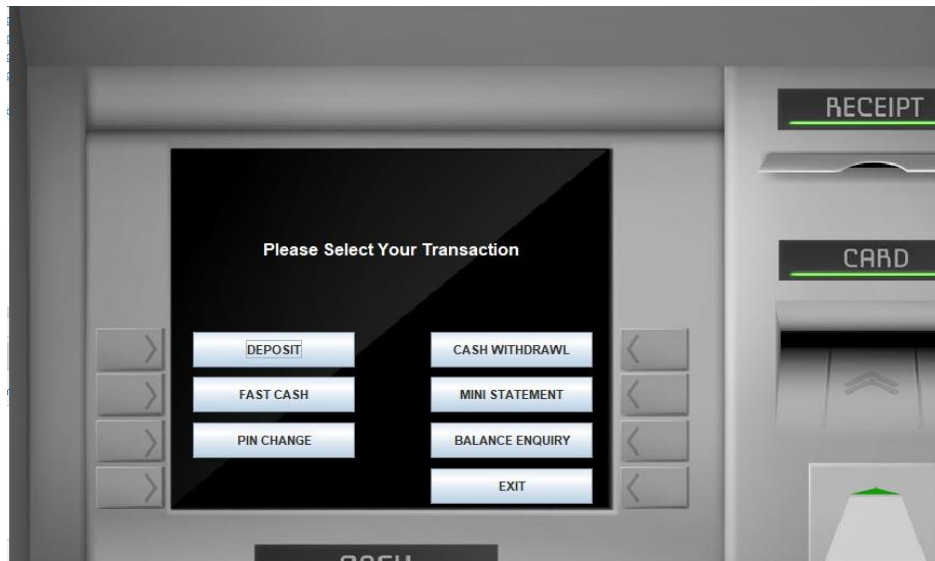 RECEIPT
Please Select Your Transaction
CARD
DEPOSIT
CASH WITHDRAWL
FAST CASH
MINI STATEMENT
PIN CHANGE
BALANCE ENQUIRY
EXIT